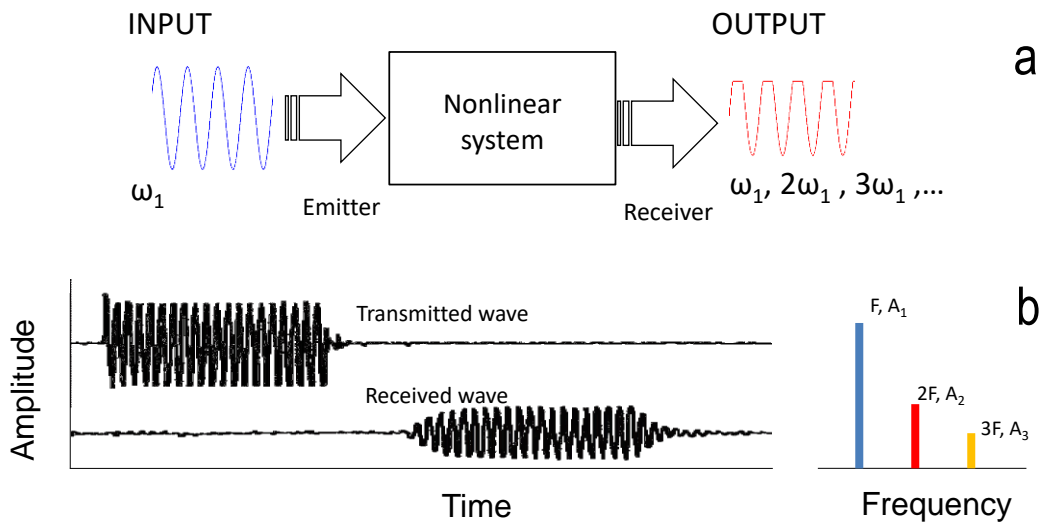 INPUT
OUTPUT
a
Nonlinear
system
ω₁
Emitter
Receiver
ω₁, 2ω₁ , 3ω₁ ,...
b
Amplitude
Transmitted wave
Received wave
Time
F, A₁
2F, A₂
3F, A₃
Frequency